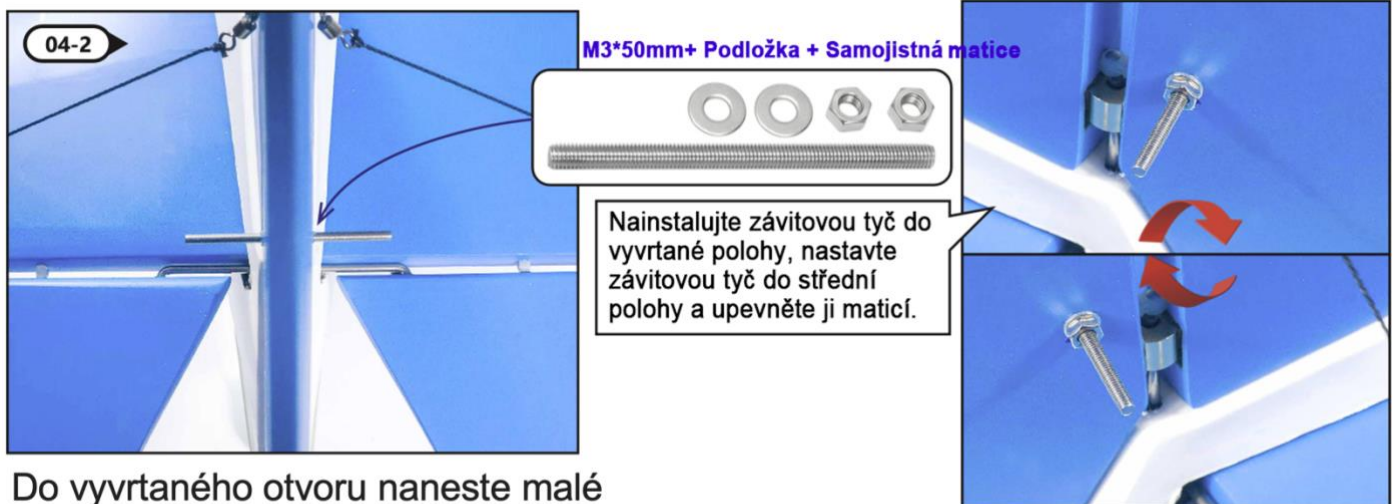 04-2
M3*50mm+ Podložka + Samojistná matice
Nainstalujte závitovou tyč do
vyvrtané polohy, nastavte
závitovou tyč do střední
polohy a upevněte ji maticí.
Do vyvrtaného otvoru naneste malé